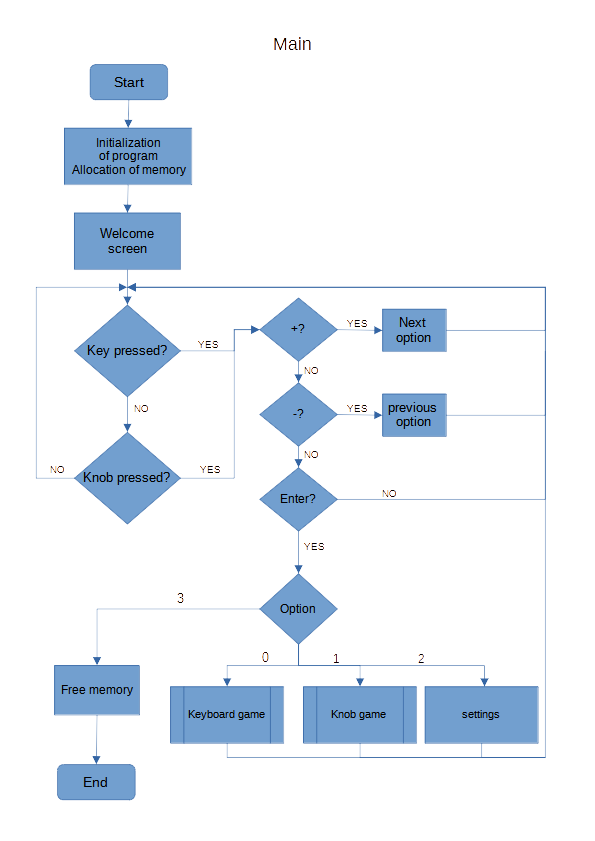 Main
Start
Initialization
of program
Allocation of memory
Welcome
screen
Key pressed?
YES
+?
YES
Next
option
NO
NO
-?
YES
previous
option
NO
Knob pressed?
NO
YES
Enter?
NO
YES
Option
3
0
1
2
Free memory
Keyboard game
Knob game
settings
End